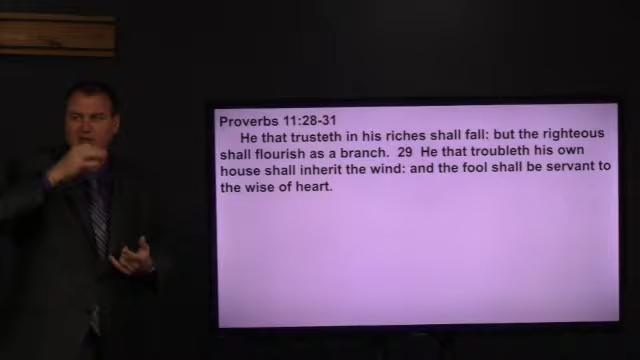 Proverbs 11:28-31
He that trusteth in his riches shall fall: but the righteous
shall flourish as a branch. 29 He that troubleth his own
house shall inherit the wind: and the fool shall be servant to
the wise of heart.